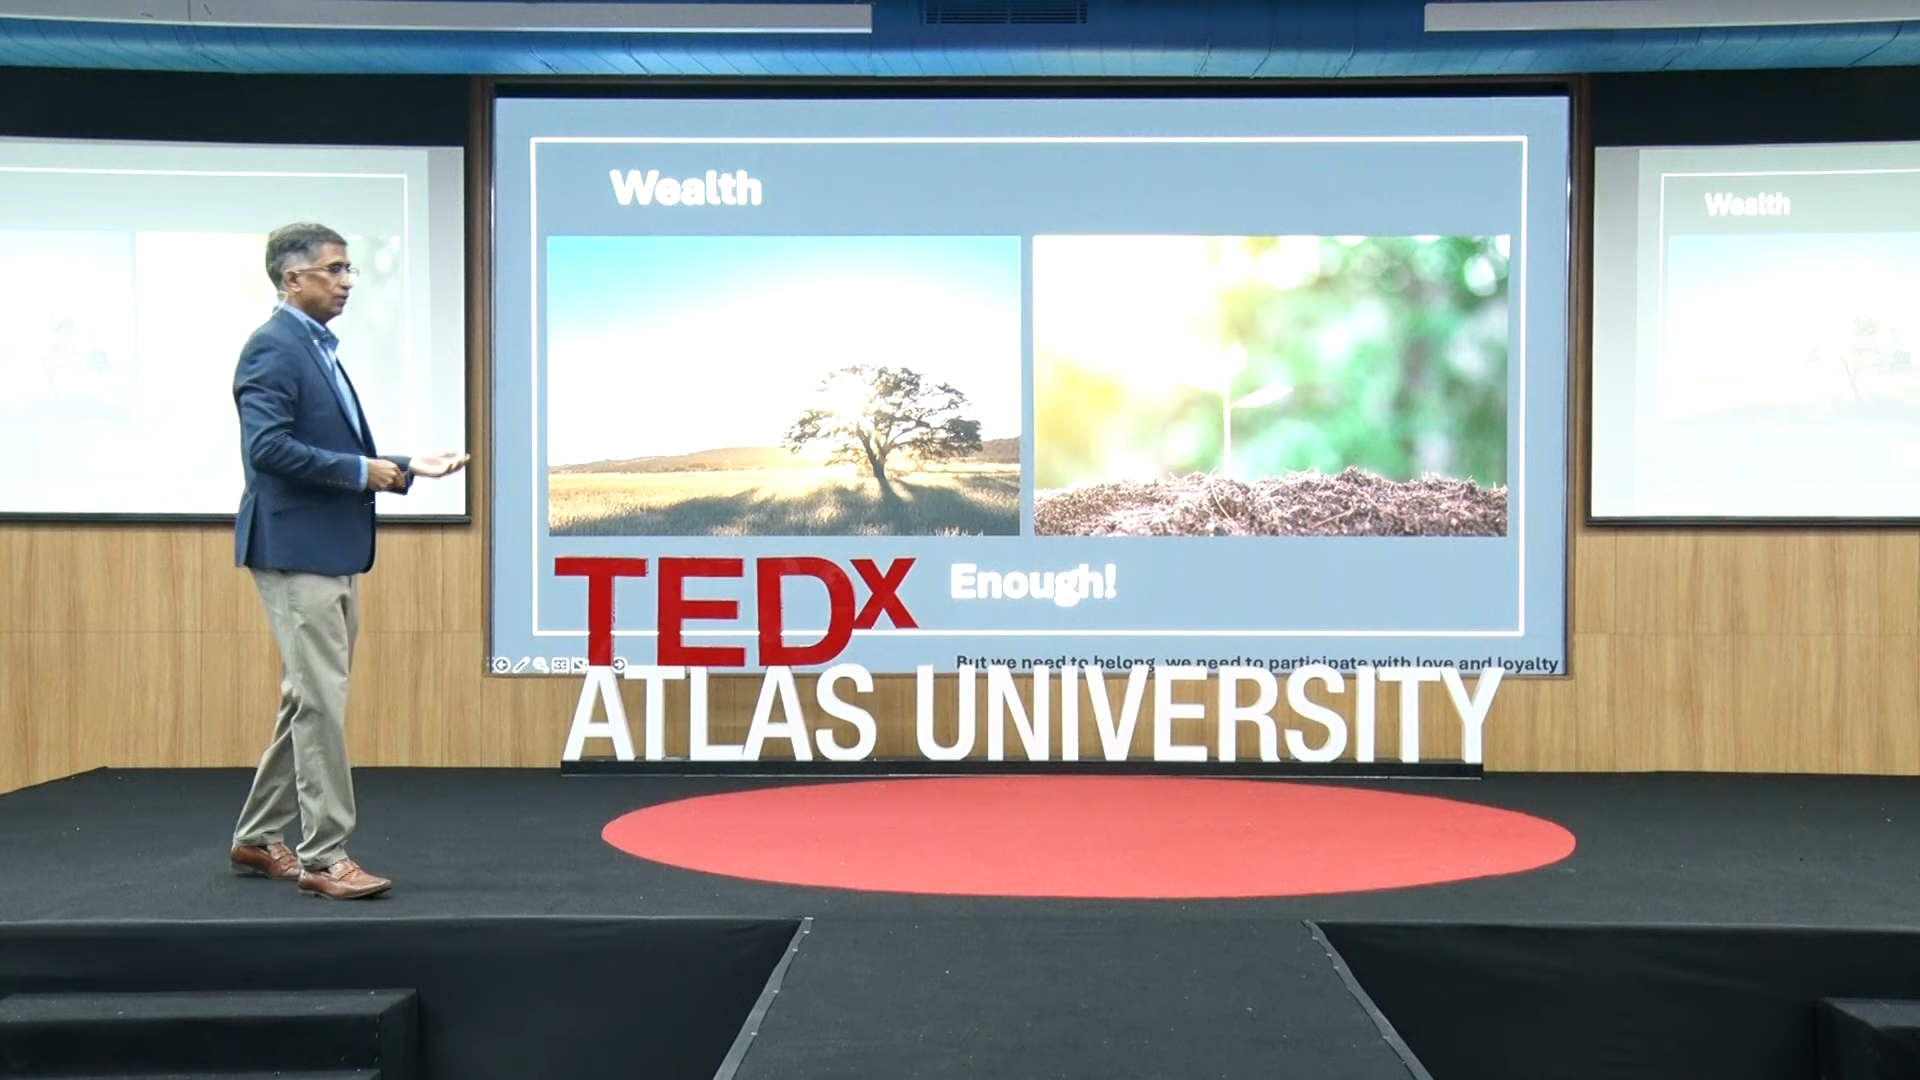 Wealth
Wealth
Enough!
TEDx
But we need to belong, we need to participate with love and loyalty
ATLAS UNIVERSITY